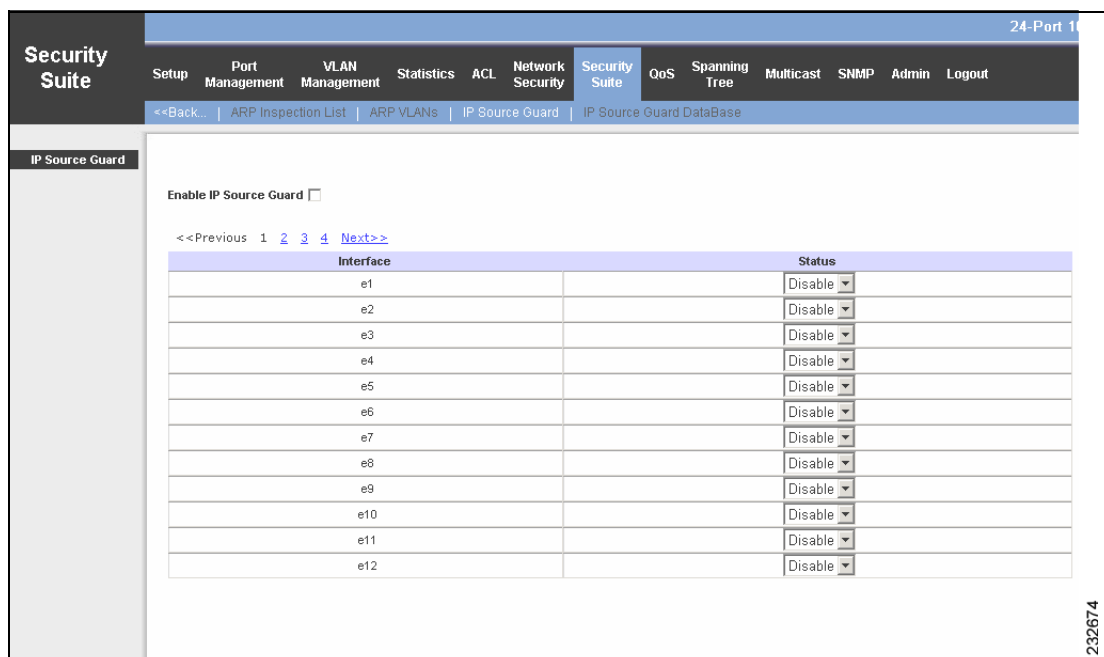 24-Port 1
Security Suite
Setup Port Management VLAN Management Statistics ACL Network Security Security Suite QoS Spanning Tree Multicast SNMP Admin Logout
<<Back... | ARP Inspection List | ARP VLANs | IP Source Guard | IP Source Guard DataBase
IP Source Guard
Enable IP Source Guard
<<Previous 1 2 3 4 Next>>
Interface Status
e1 Disable
e2 Disable
e3 Disable
e4 Disable
e5 Disable
e6 Disable
e7 Disable
e8 Disable
e9 Disable
e10 Disable
e11 Disable
e12 Disable
232674